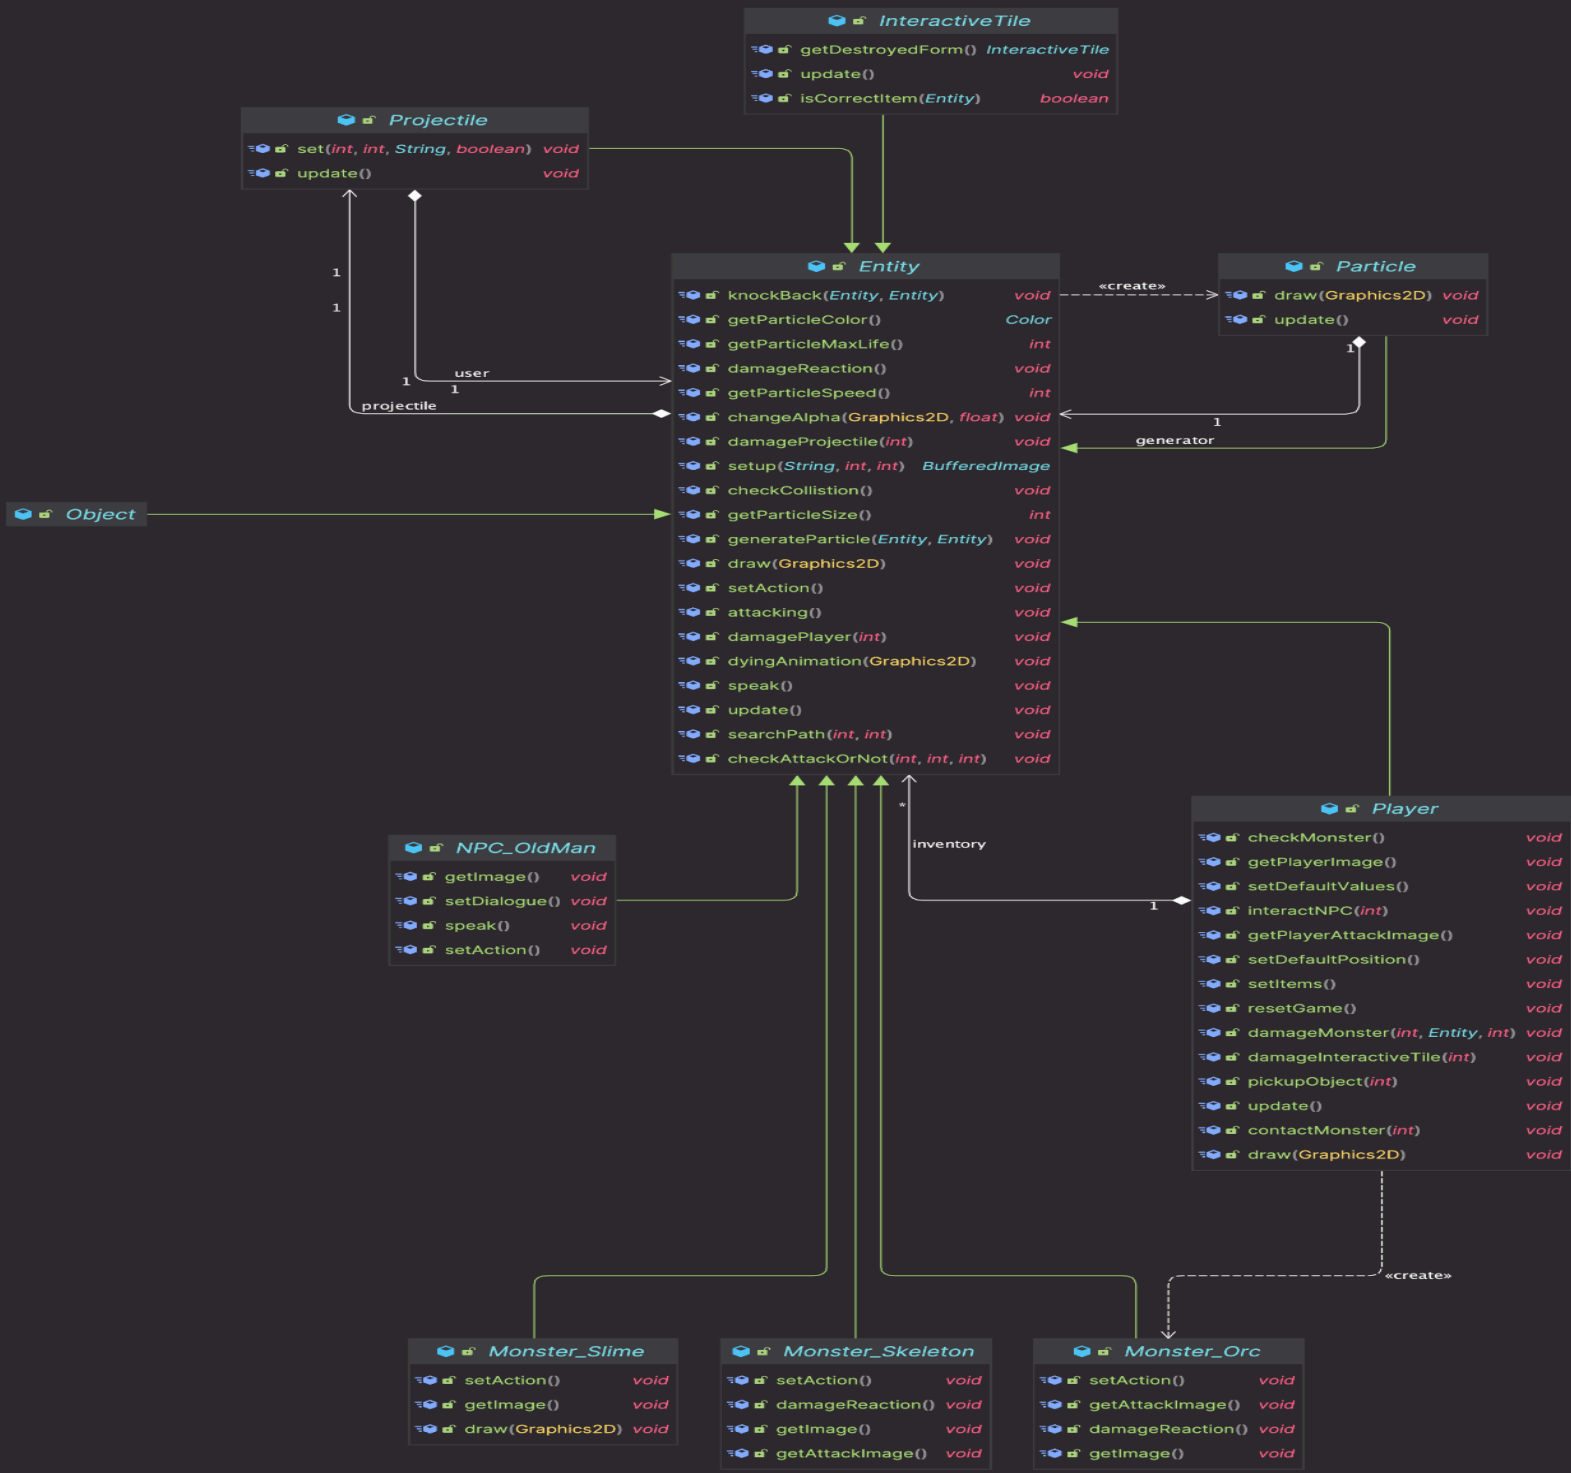 InteractiveTile
getDestroyedForm() InteractiveTile
update() void
isCorrectItem(Entity) boolean
Projectile
set(int, int, String, boolean) void
update() void
1
1
user
1
1
projectile
Entity
knockBack(Entity, Entity) void
getParticleColor() Color
getParticleMaxLife() int
damageReaction() void
getParticleSpeed() int
changeAlpha(Graphics2D, float) void
damageProjectile(int) void
setup(String, int, int) BufferedImage
checkCollistion() void
getParticleSize() int
generateParticle(Entity, Entity) void
draw(Graphics2D) void
setAction() void
attacking() void
damagePlayer(int) void
dyingAnimation(Graphics2D) void
speak() void
update() void
searchPath(int, int) void
checkAttackOrNot(int, int, int) void
«create»
Particle
draw(Graphics2D) void
update() void
1
1
generator
Object
*
inventory
1
NPC_OldMan
getImage() void
setDialogue() void
speak() void
setAction() void
Player
checkMonster() void
getPlayerImage() void
setDefaultValues() void
interactNPC(int) void
getPlayerAttackImage() void
setDefaultPosition() void
setItems() void
resetGame() void
damageMonster(int, Entity, int) void
damageInteractiveTile(int) void
pickupObject(int) void
update() void
contactMonster(int) void
draw(Graphics2D) void
«create»
Monster_Slime
setAction() void
getImage() void
draw(Graphics2D) void
Monster_Skeleton
setAction() void
damageReaction() void
getImage() void
getAttackImage() void
Monster_Orc
setAction() void
getAttackImage() void
damageReaction() void
getImage() void